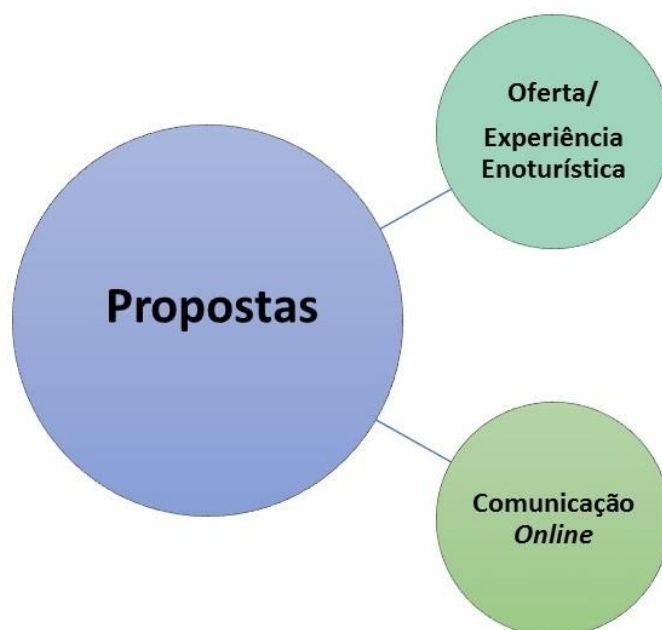 Propostas
Oferta/
Experiência
Enoturística
Comunicação
Online